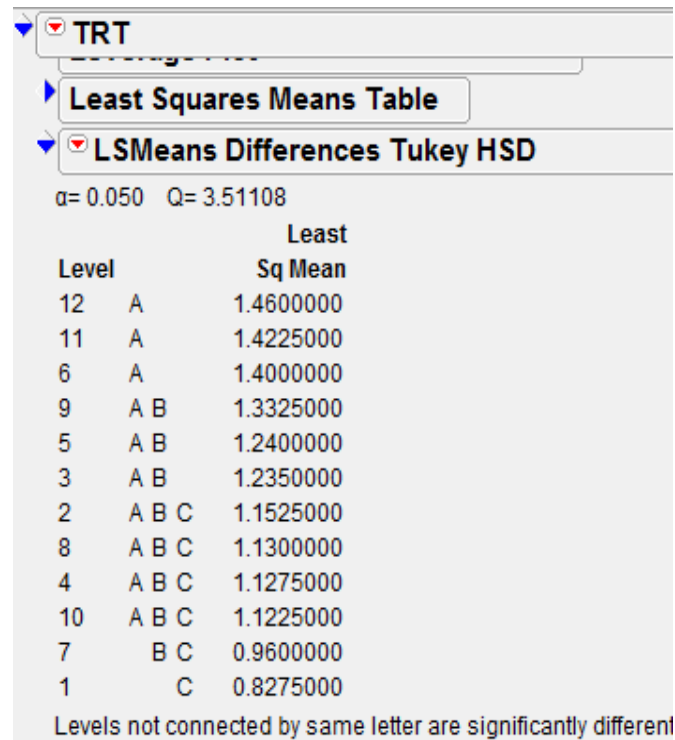 TRT
Least Squares Means Table
LSMeans Differences Tukey HSD
α= 0.050 Q= 3.51108
Least
Level Sq Mean
12 A 1.4600000
11 A 1.4225000
6 A 1.4000000
9 A B 1.3325000
5 A B 1.2400000
3 A B 1.2350000
2 A B C 1.1525000
8 A B C 1.1300000
4 A B C 1.1275000
10 A B C 1.1225000
7 B C 0.9600000
1 C 0.8275000
Levels not connected by same letter are significantly different